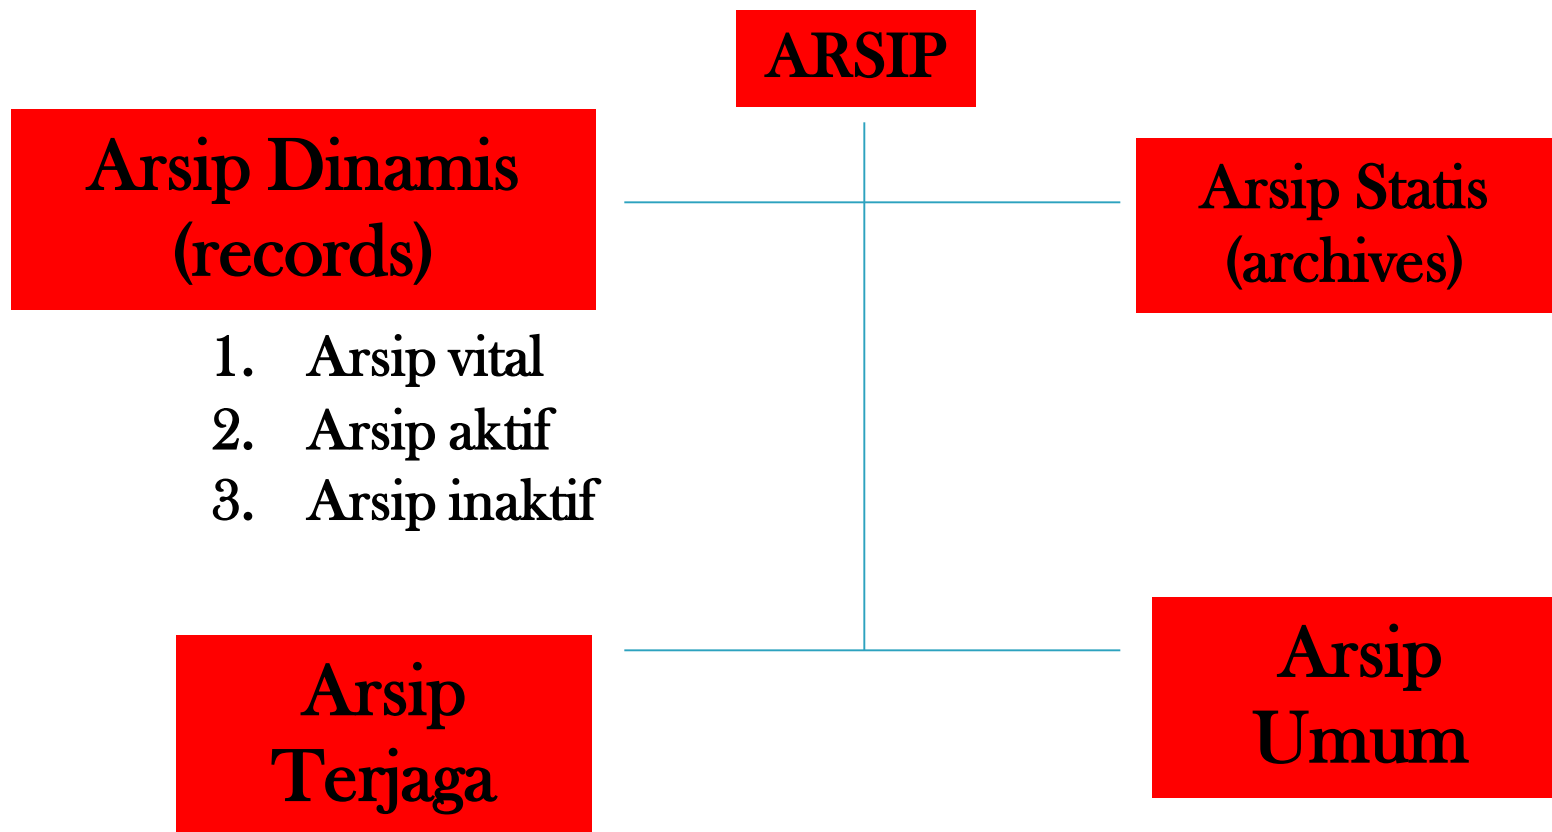 ARSIP
Arsip Dinamis
(records)
Arsip Statis
(archives)
1. Arsip vital
2. Arsip aktif
3. Arsip inaktif
Arsip
Terjaga
Arsip
Umum